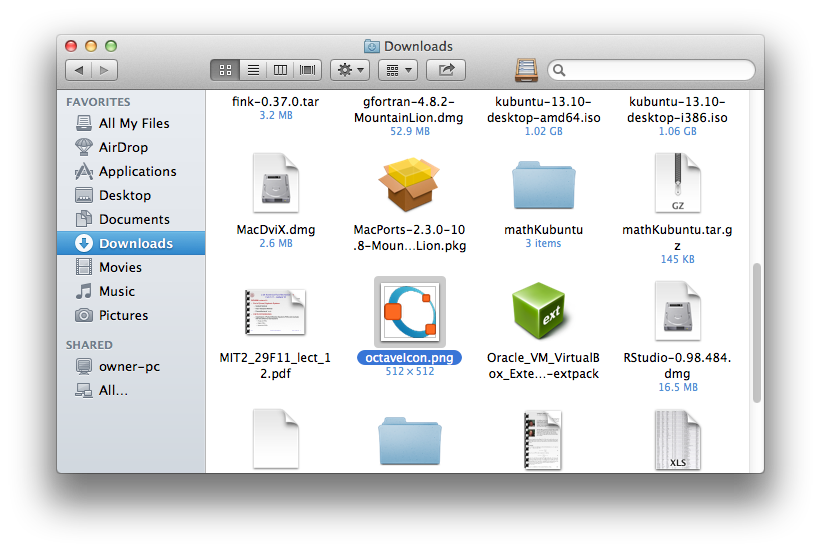 Downloads
FAVORITES
All My Files
AirDrop
Applications
Desktop
Documents
Downloads
Movies
Music
Pictures
SHARED
owner-pc
All...
fink-0.37.0.tar
3.2 MB
gfortran-4.8.2-
MountainLion.dmg
52.9 MB
kubuntu-13.10-
desktop-amd64.iso
1.02 GB
kubuntu-13.10-
desktop-i386.iso
1.06 GB
MacDviX.dmg
2.6 MB
MacPorts-2.3.0-10
.8-Moun...Lion.pkg
mathKubuntu
3 items
GZ
mathKubuntu.tar.g
z
145 KB
MIT2_29F11_lect_1
2.pdf
octaveIcon.png
512×512
ext
Oracle_VM_VirtualB
ox_Exte...-extpack
RStudio-0.98.484.
dmg
16.5 MB
XLS